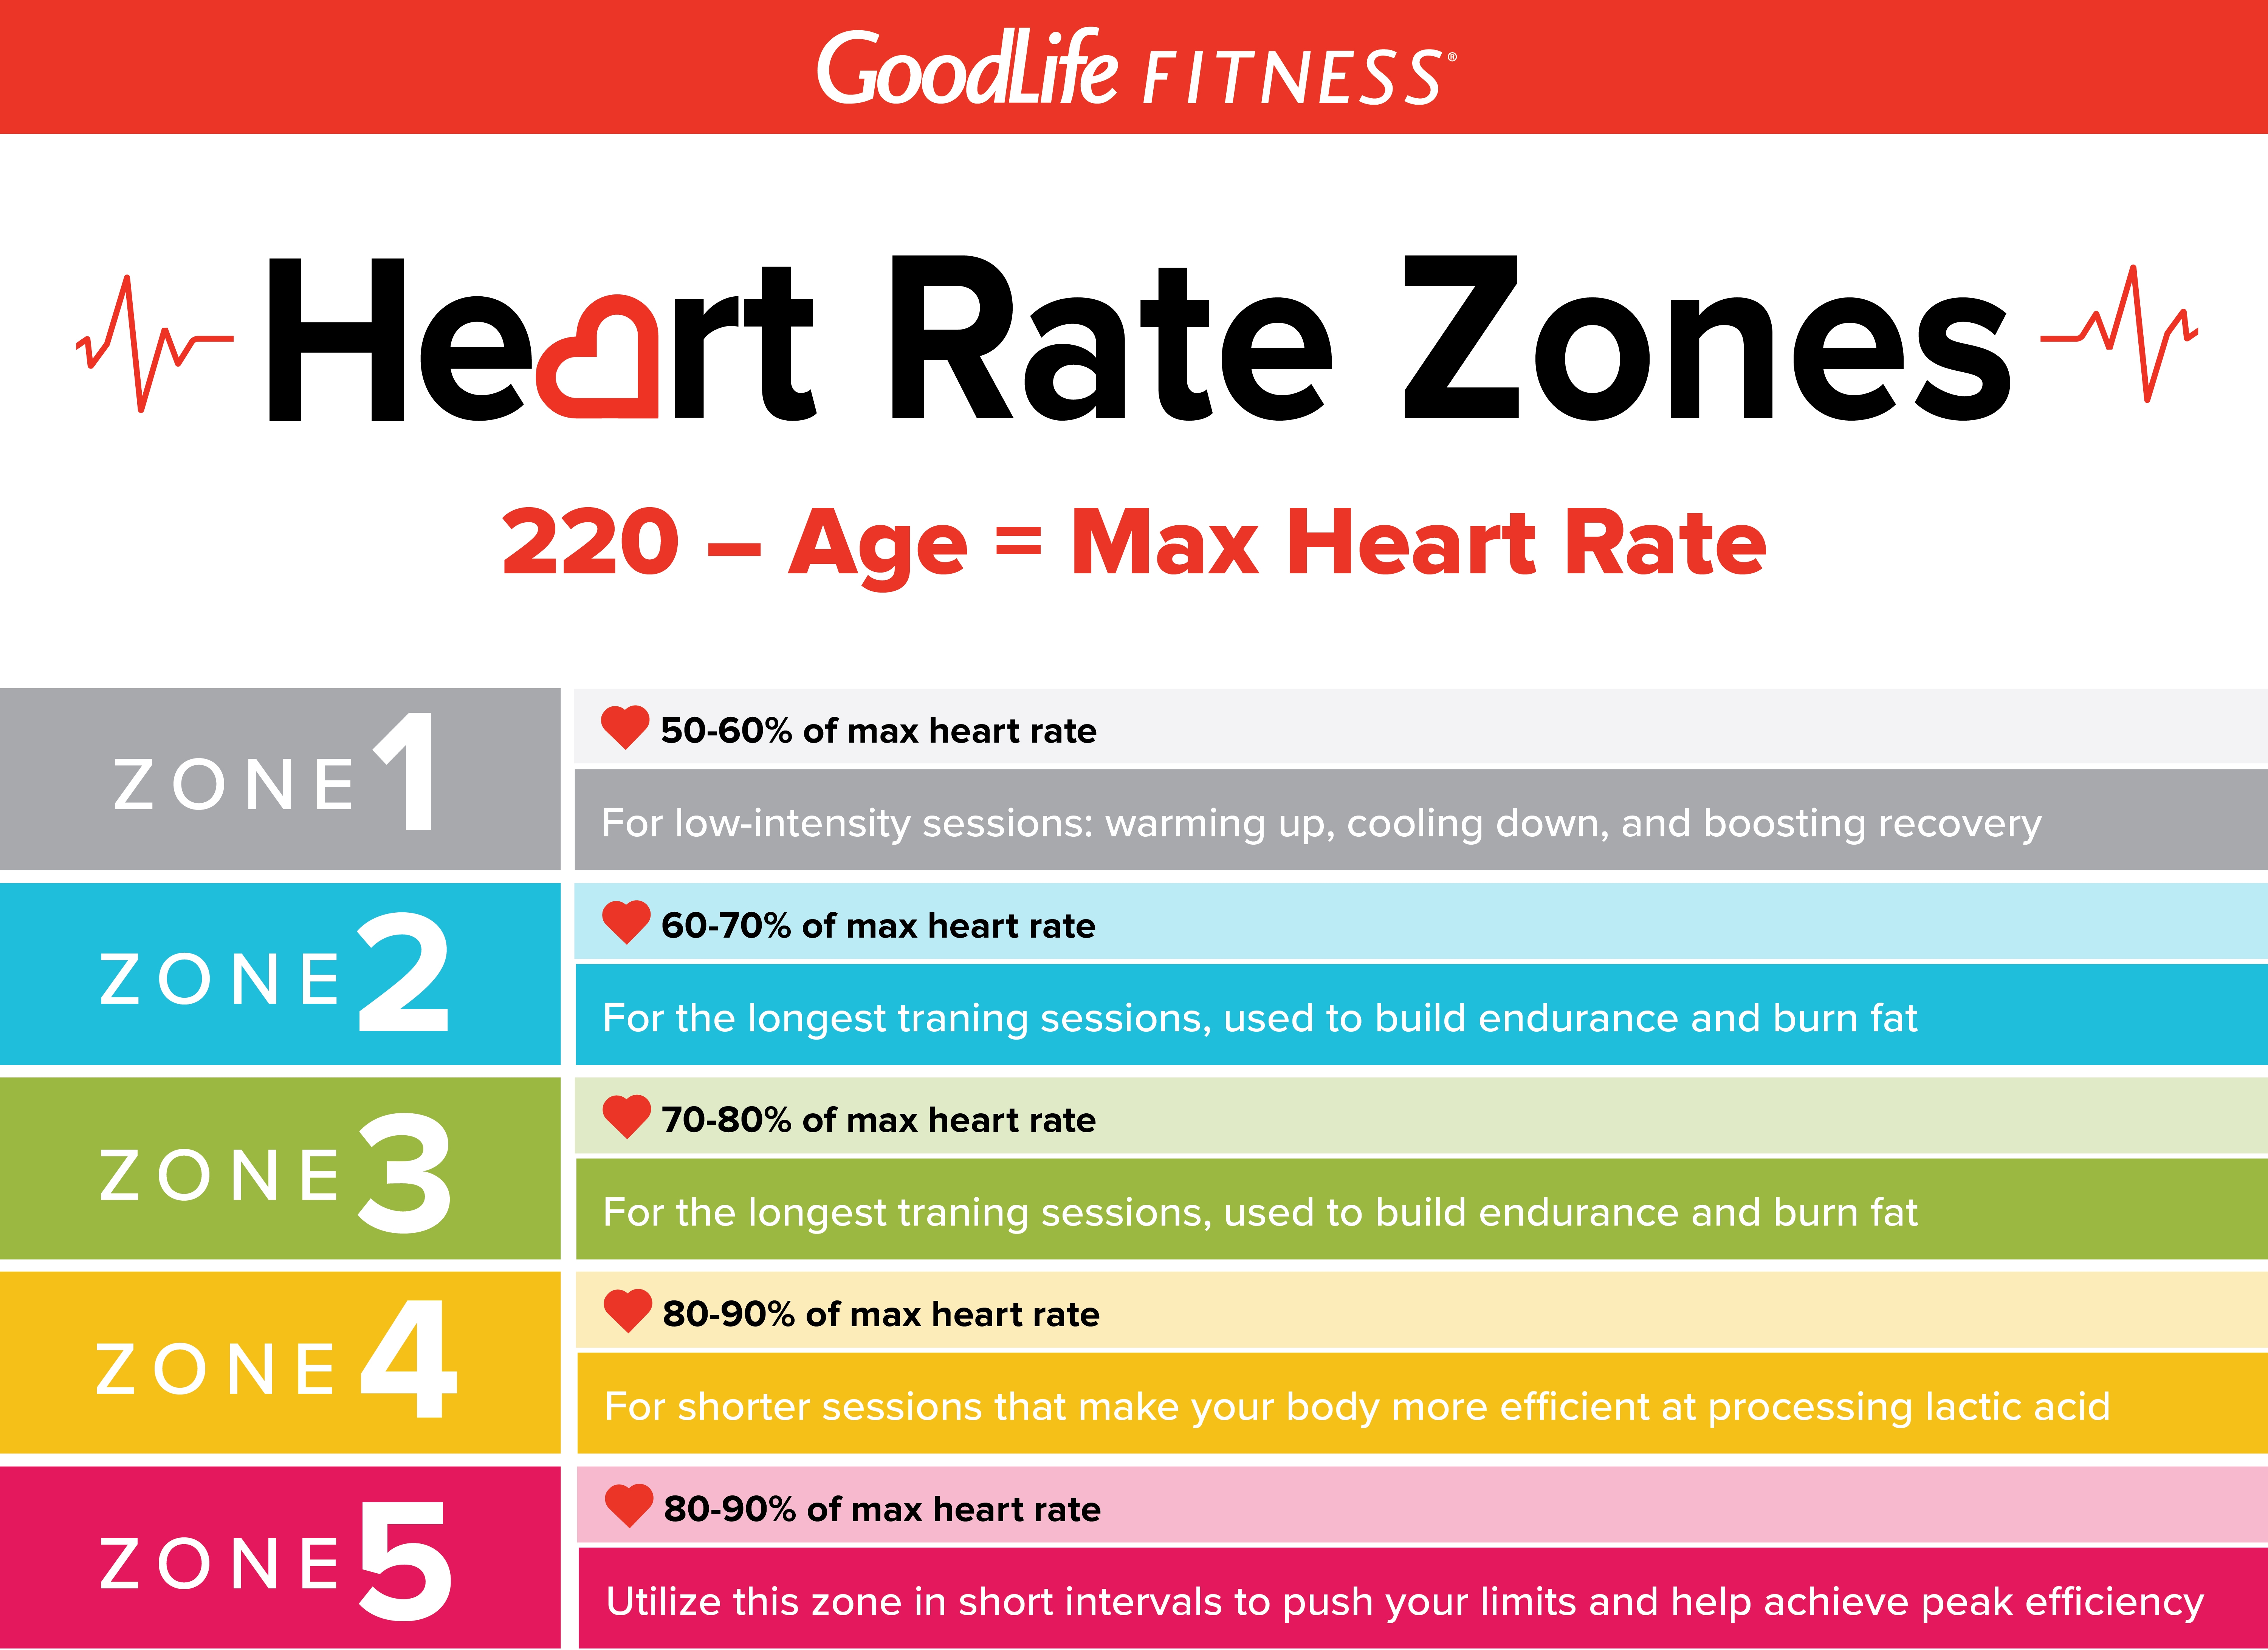 GoodLife FITNESS®
Heart Rate Zones
220 – Age = Max Heart Rate
ZONE 1
50-60% of max heart rate
For low-intensity sessions: warming up, cooling down, and boosting recovery
ZONE 2
60-70% of max heart rate
For the longest traning sessions, used to build endurance and burn fat
ZONE 3
70-80% of max heart rate
For the longest traning sessions, used to build endurance and burn fat
ZONE 4
80-90% of max heart rate
For shorter sessions that make your body more efficient at processing lactic acid
ZONE 5
80-90% of max heart rate
Utilize this zone in short intervals to push your limits and help achieve peak efficiency